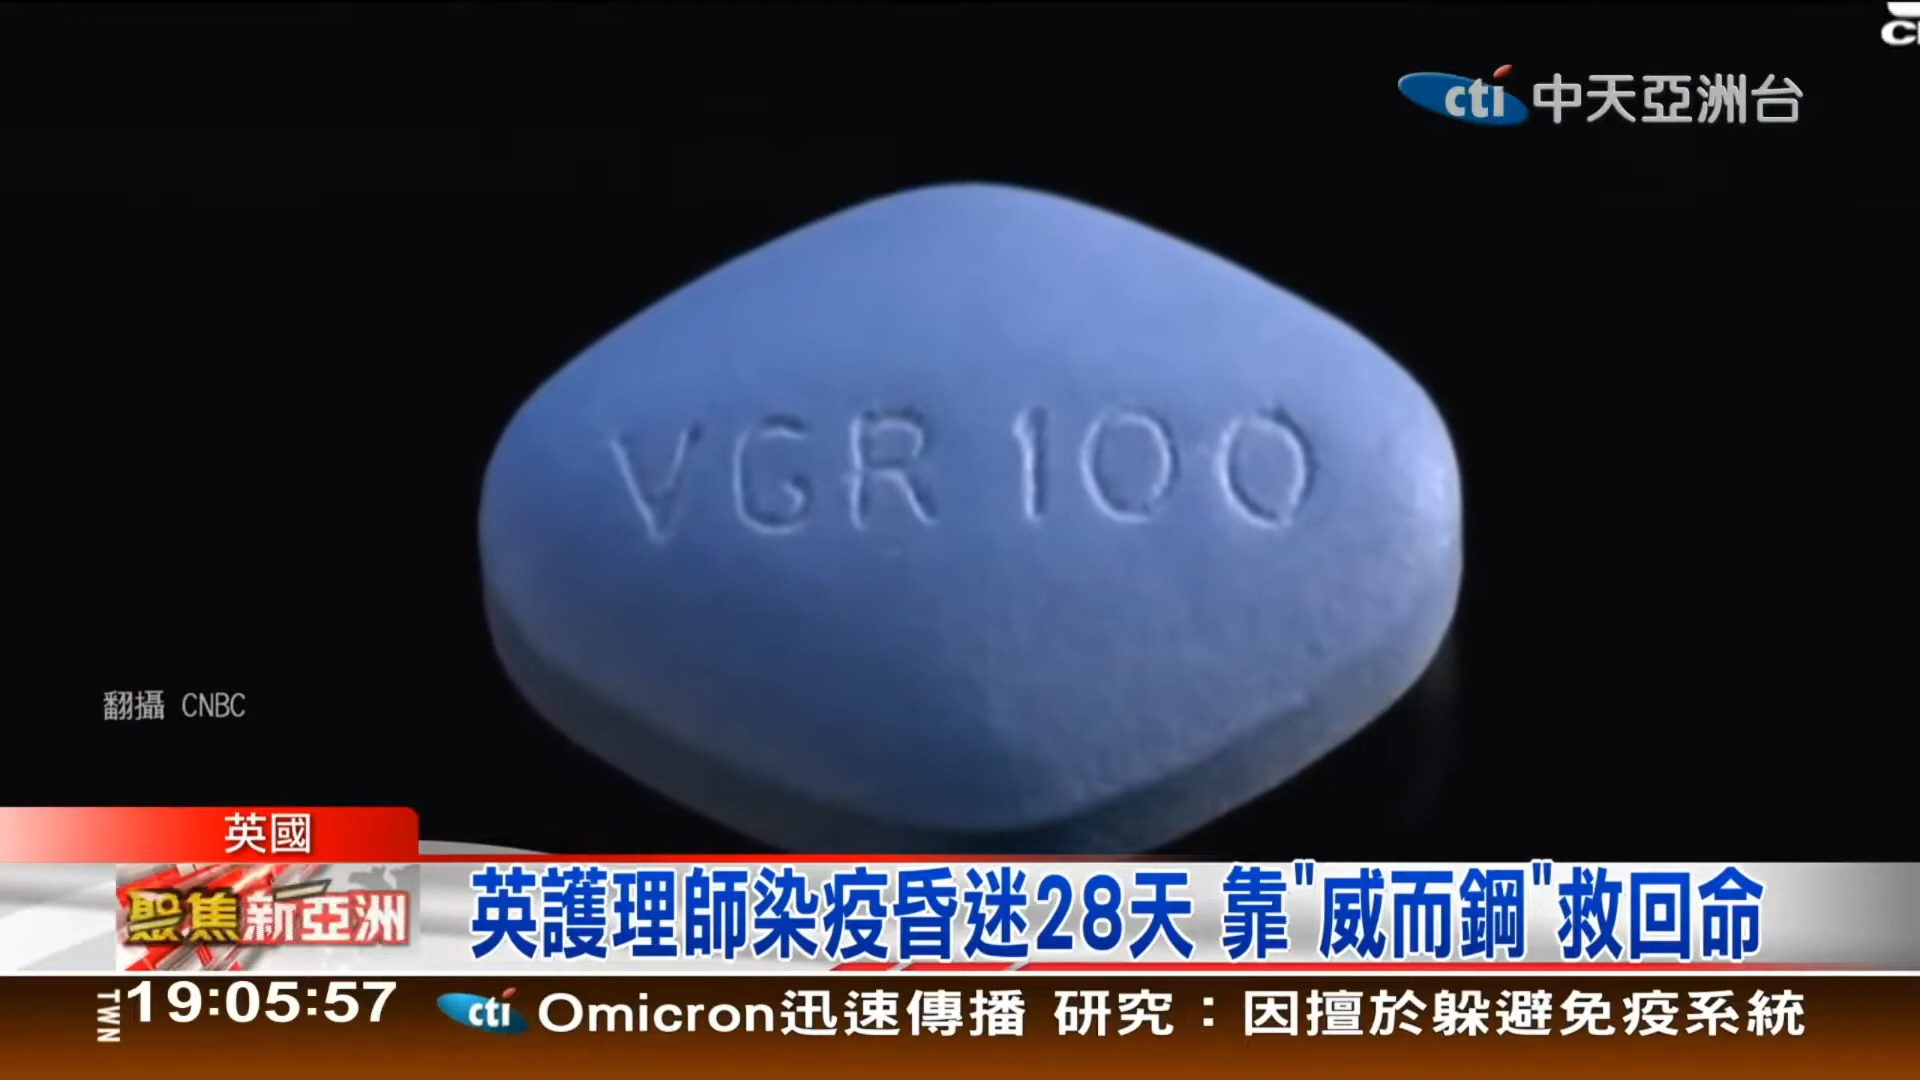 cti 中天亞洲台
VGR 100
翻攝 CNBC
英國
聚焦新亞洲
英護理師染疫昏迷28天 靠"威而鋼"救回命
TWN 19:05:57
cti Omicron迅速傳播 研究：因擅於躲避免疫系統